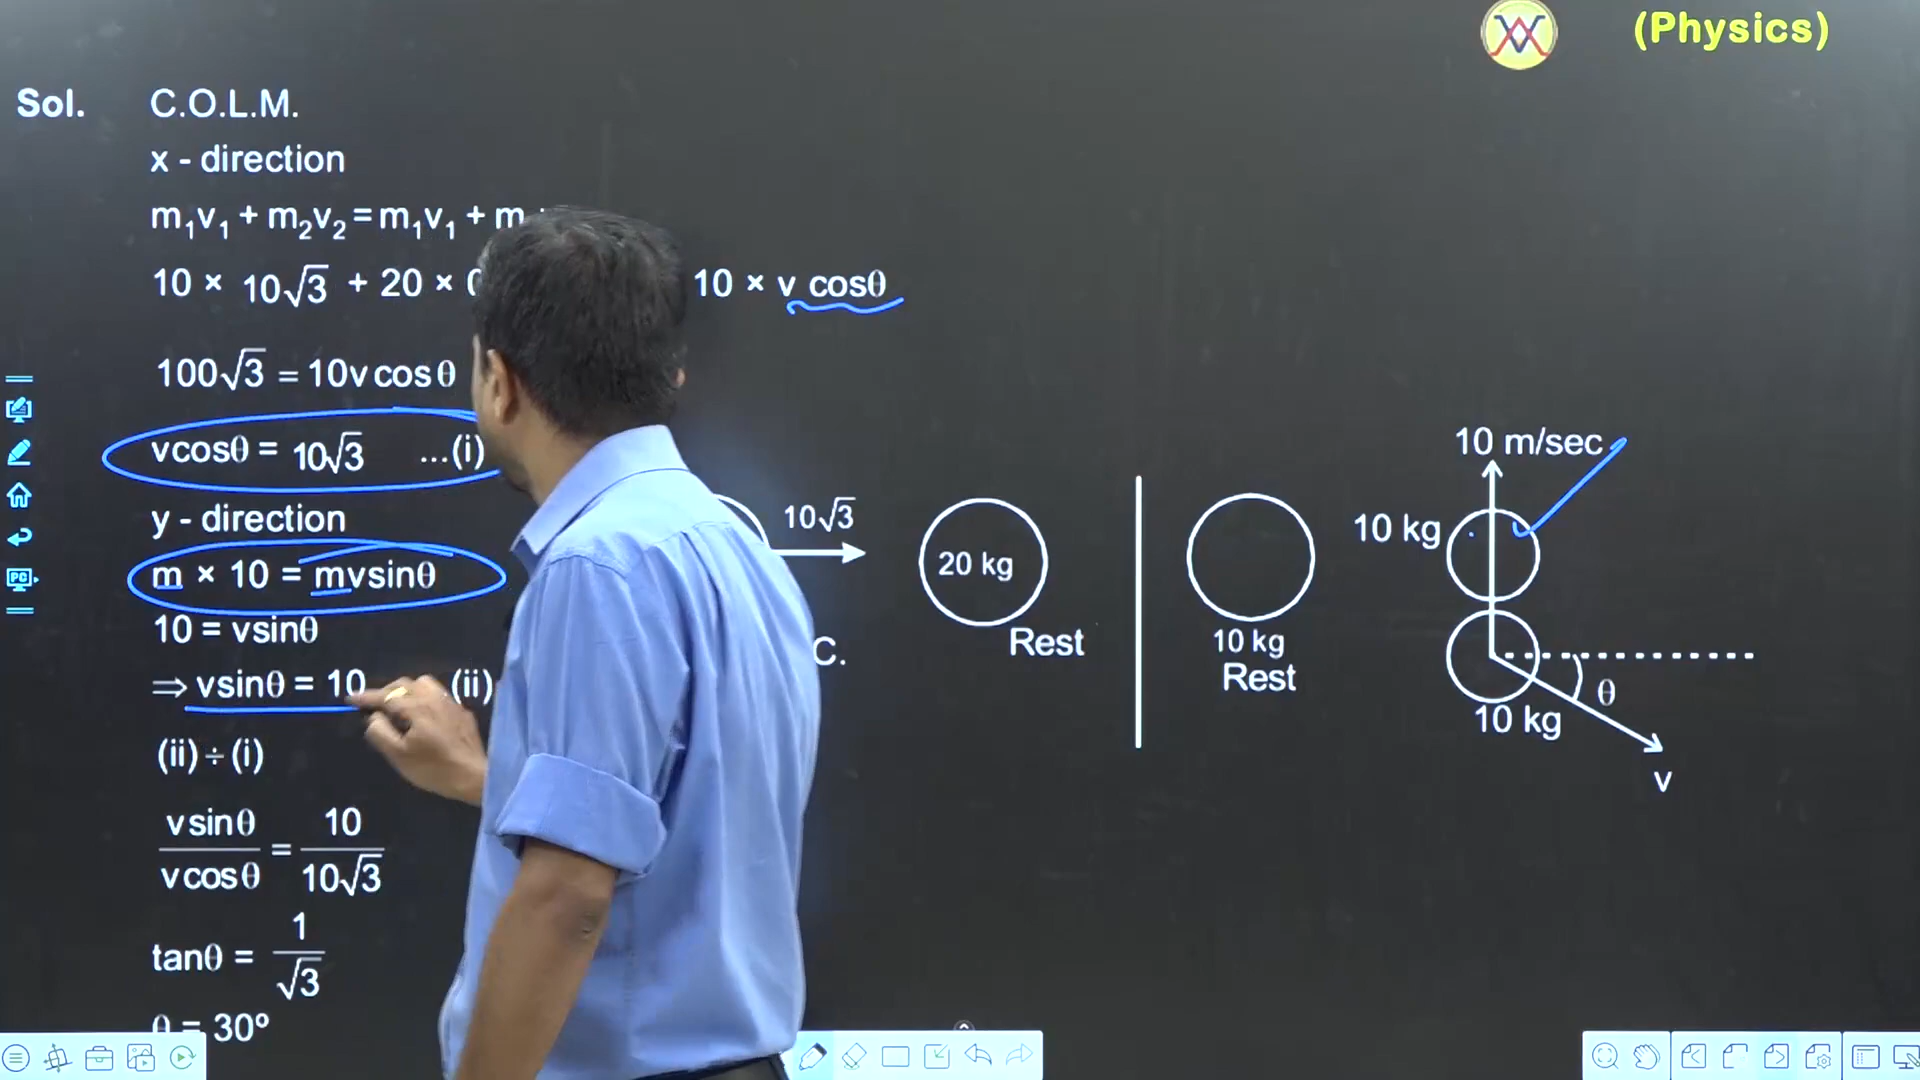 (Physics)
Sol. C.O.L.M.
x - direction
m₁v₁ + m₂v₂ = m₁v₁ + m
10 × 10√3 + 20 × 10 × v cosθ
100√3 = 10v cosθ
vcosθ = 10√3 ...(i)
y - direction
m × 10 = mvsinθ
10 = vsinθ
⇒ vsinθ = 10 (ii)
(ii) ÷ (i)
vsinθ / vcosθ = 10 / 10√3
tanθ = 1 / √3
θ = 30º
10√3
20 kg
Rest
C.
10 kg
Rest
10 m/sec
10 kg
θ
10 kg
v
PC